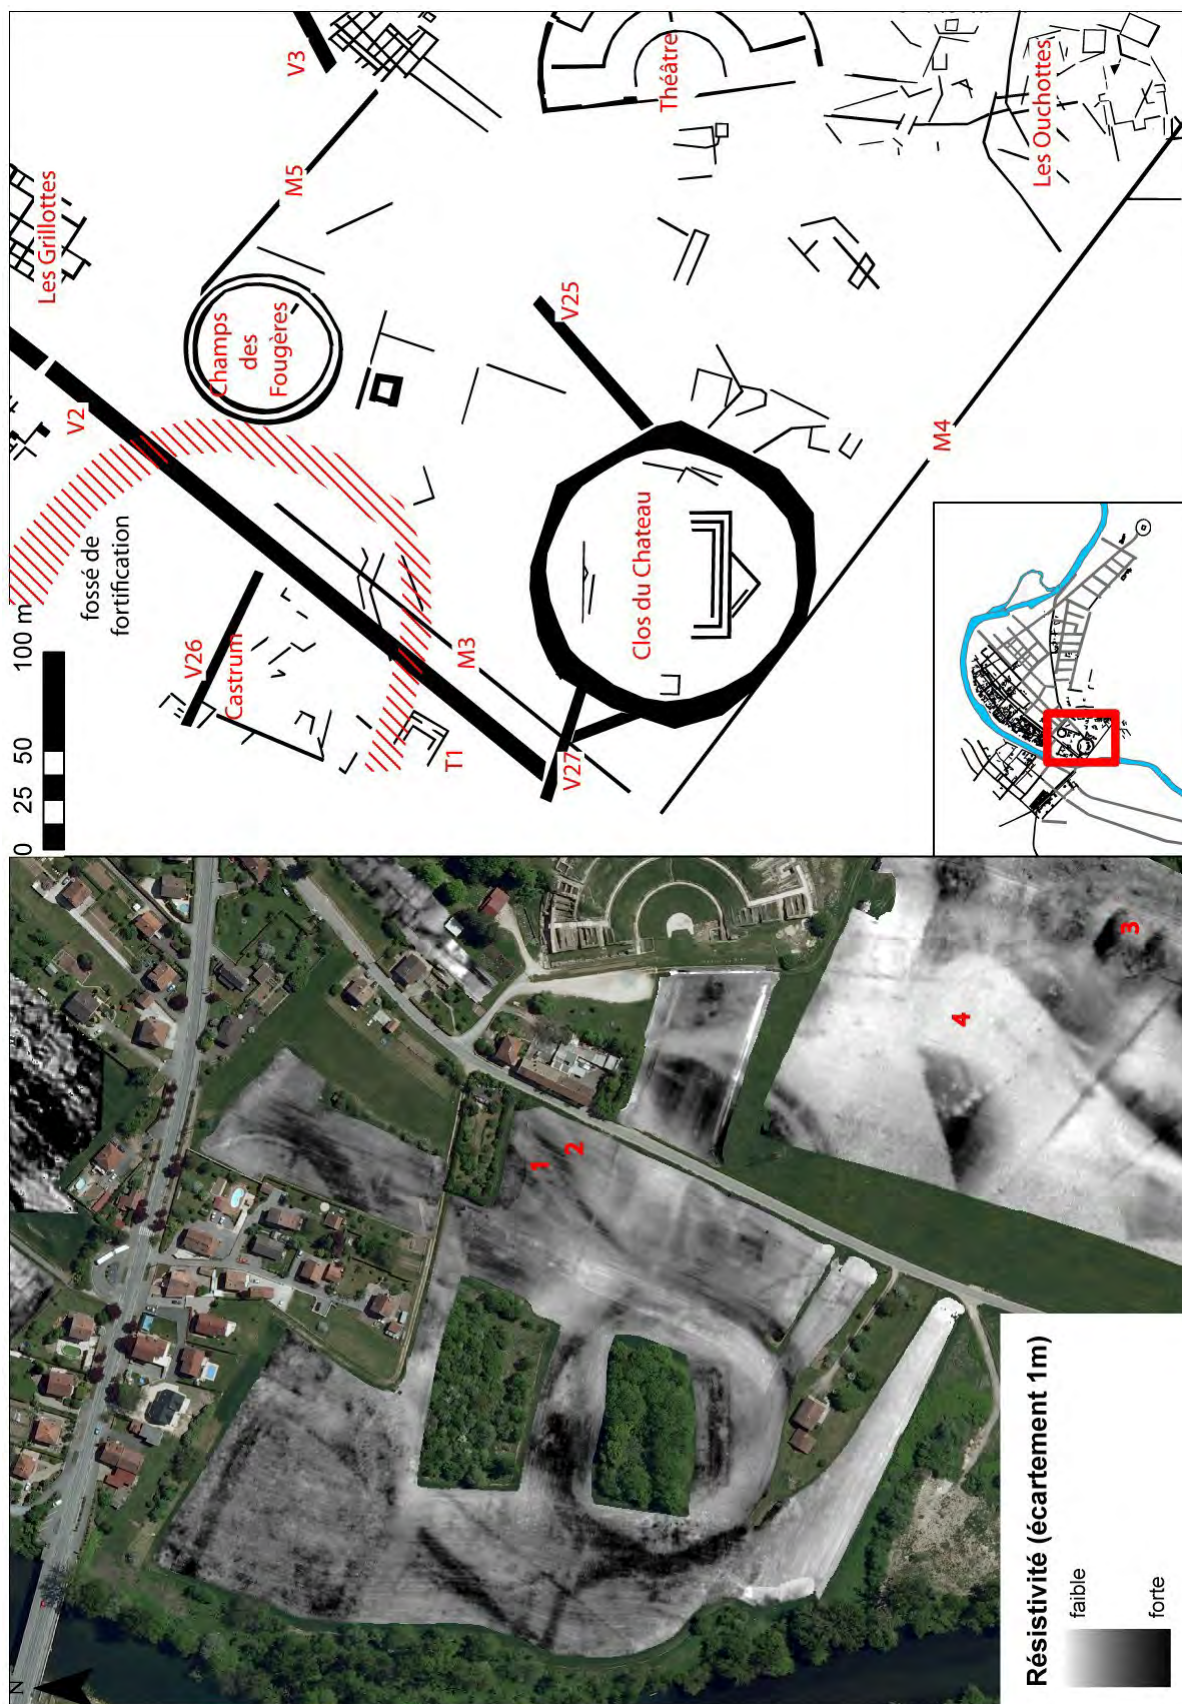 N
Résistivité (écartement 1m)
faible
forte
1
2
3
4
0 25 50 100 m
fossé de
fortification
V2
Les Grillottes
V3
M5
Champs
des
Fougères
V26
Castrum
T1
M3
V27
V25
Clos du Chateau
Théâtre
M4
Les Ouchottes